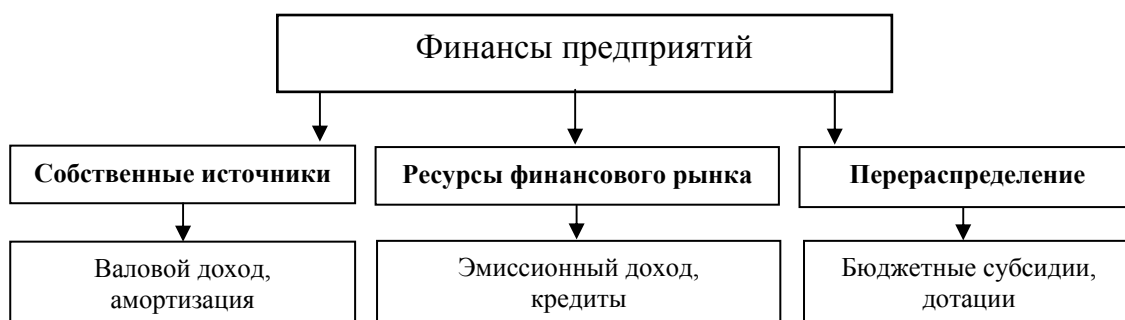 Финансы предприятий
Собственные источники
Ресурсы финансового рынка
Перераспределение
Валовой доход,
амортизация
Эмиссионный доход,
кредиты
Бюджетные субсидии,
дотации